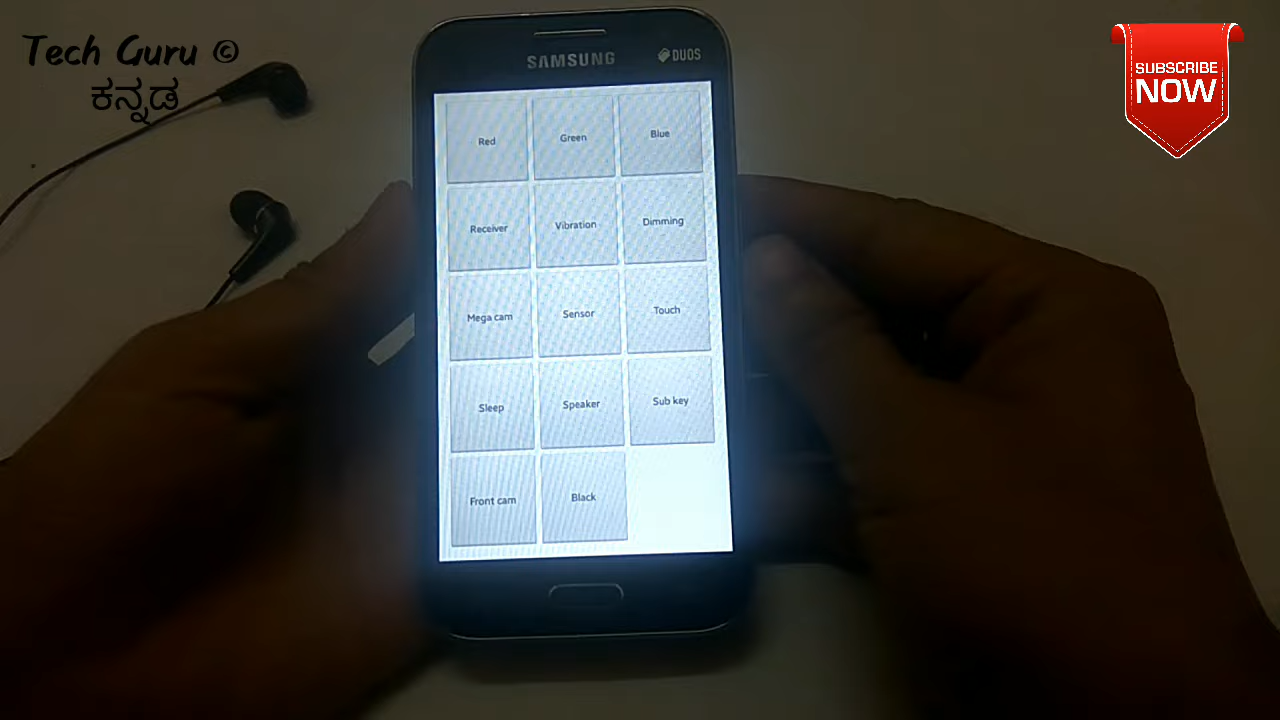 Tech Guru ©
ಕನ್ನಡ
SUBSCRIBE
NOW
SAMSUNG
DUOS
Red
Green
Blue
Receiver
Vibration
Dimming
Mega cam
Sensor
Touch
Sleep
Speaker
Sub key
Front cam
Black